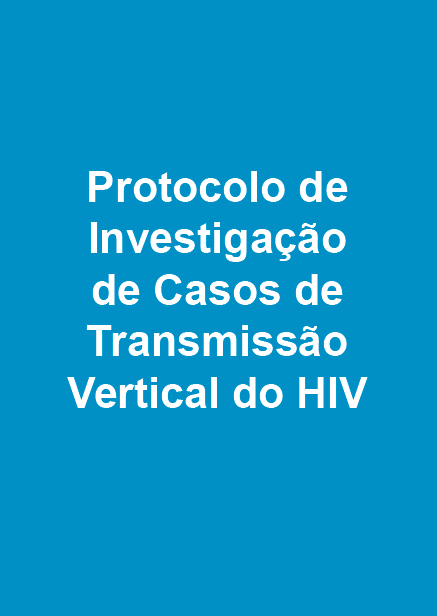 Protocolo de
Investigação
de Casos de
Transmissão
Vertical do HIV